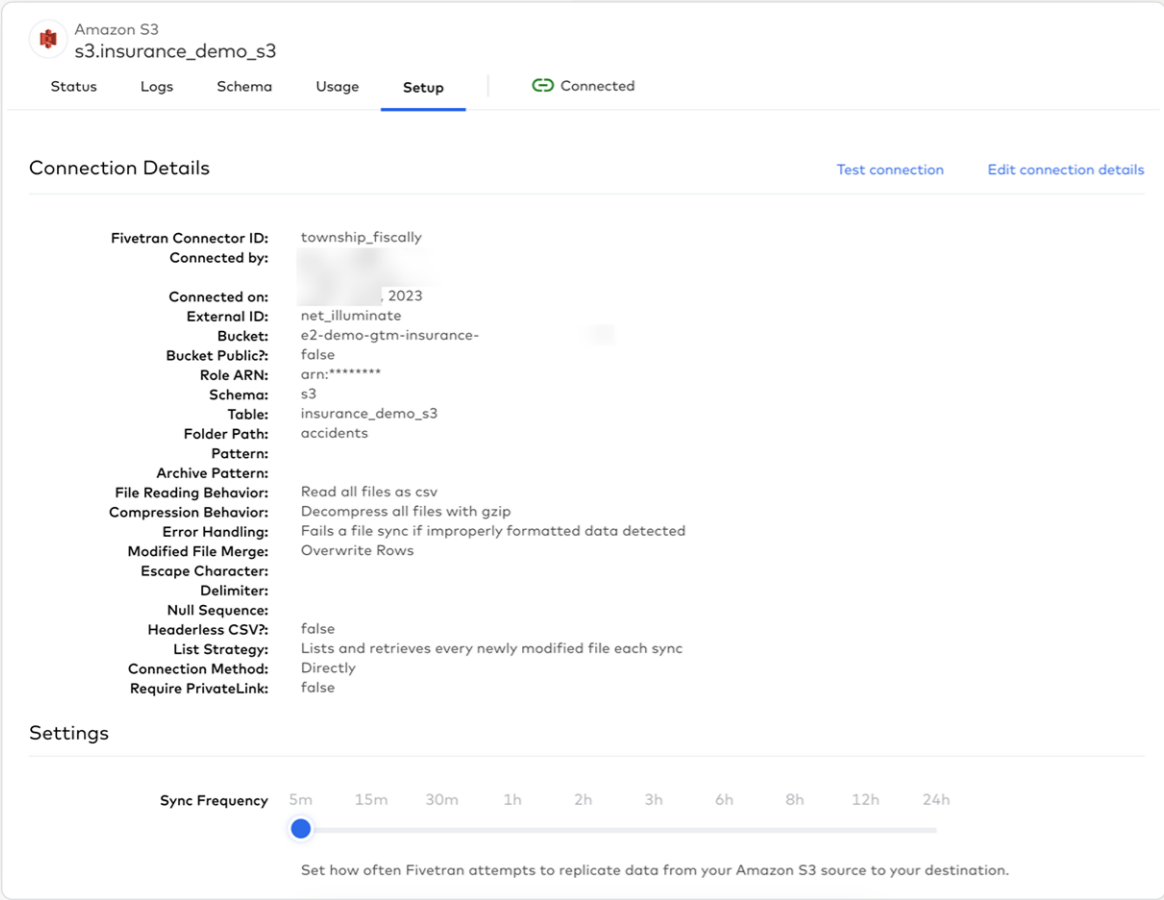 Amazon S3
s3.insurance_demo_s3
Status Logs Schema Usage Setup Connected
Connection Details Test connection Edit connection details
Fivetran Connector ID: township_fiscally
Connected by:
Connected on: , 2023
External ID: net_illuminate
Bucket: e2-demo-gtm-insurance-
Bucket Public?: false
Role ARN: arn:********
Schema: s3
Table: insurance_demo_s3
Folder Path: accidents
Pattern:
Archive Pattern:
File Reading Behavior: Read all files as csv
Compression Behavior: Decompress all files with gzip
Error Handling: Fails a file sync if improperly formatted data detected
Modified File Merge: Overwrite Rows
Escape Character:
Delimiter:
Null Sequence:
Headerless CSV?: false
List Strategy: Lists and retrieves every newly modified file each sync
Connection Method: Directly
Require PrivateLink: false
Settings
Sync Frequency 5m 15m 30m 1h 2h 3h 6h 8h 12h 24h
Set how often Fivetran attempts to replicate data from your Amazon S3 source to your destination.